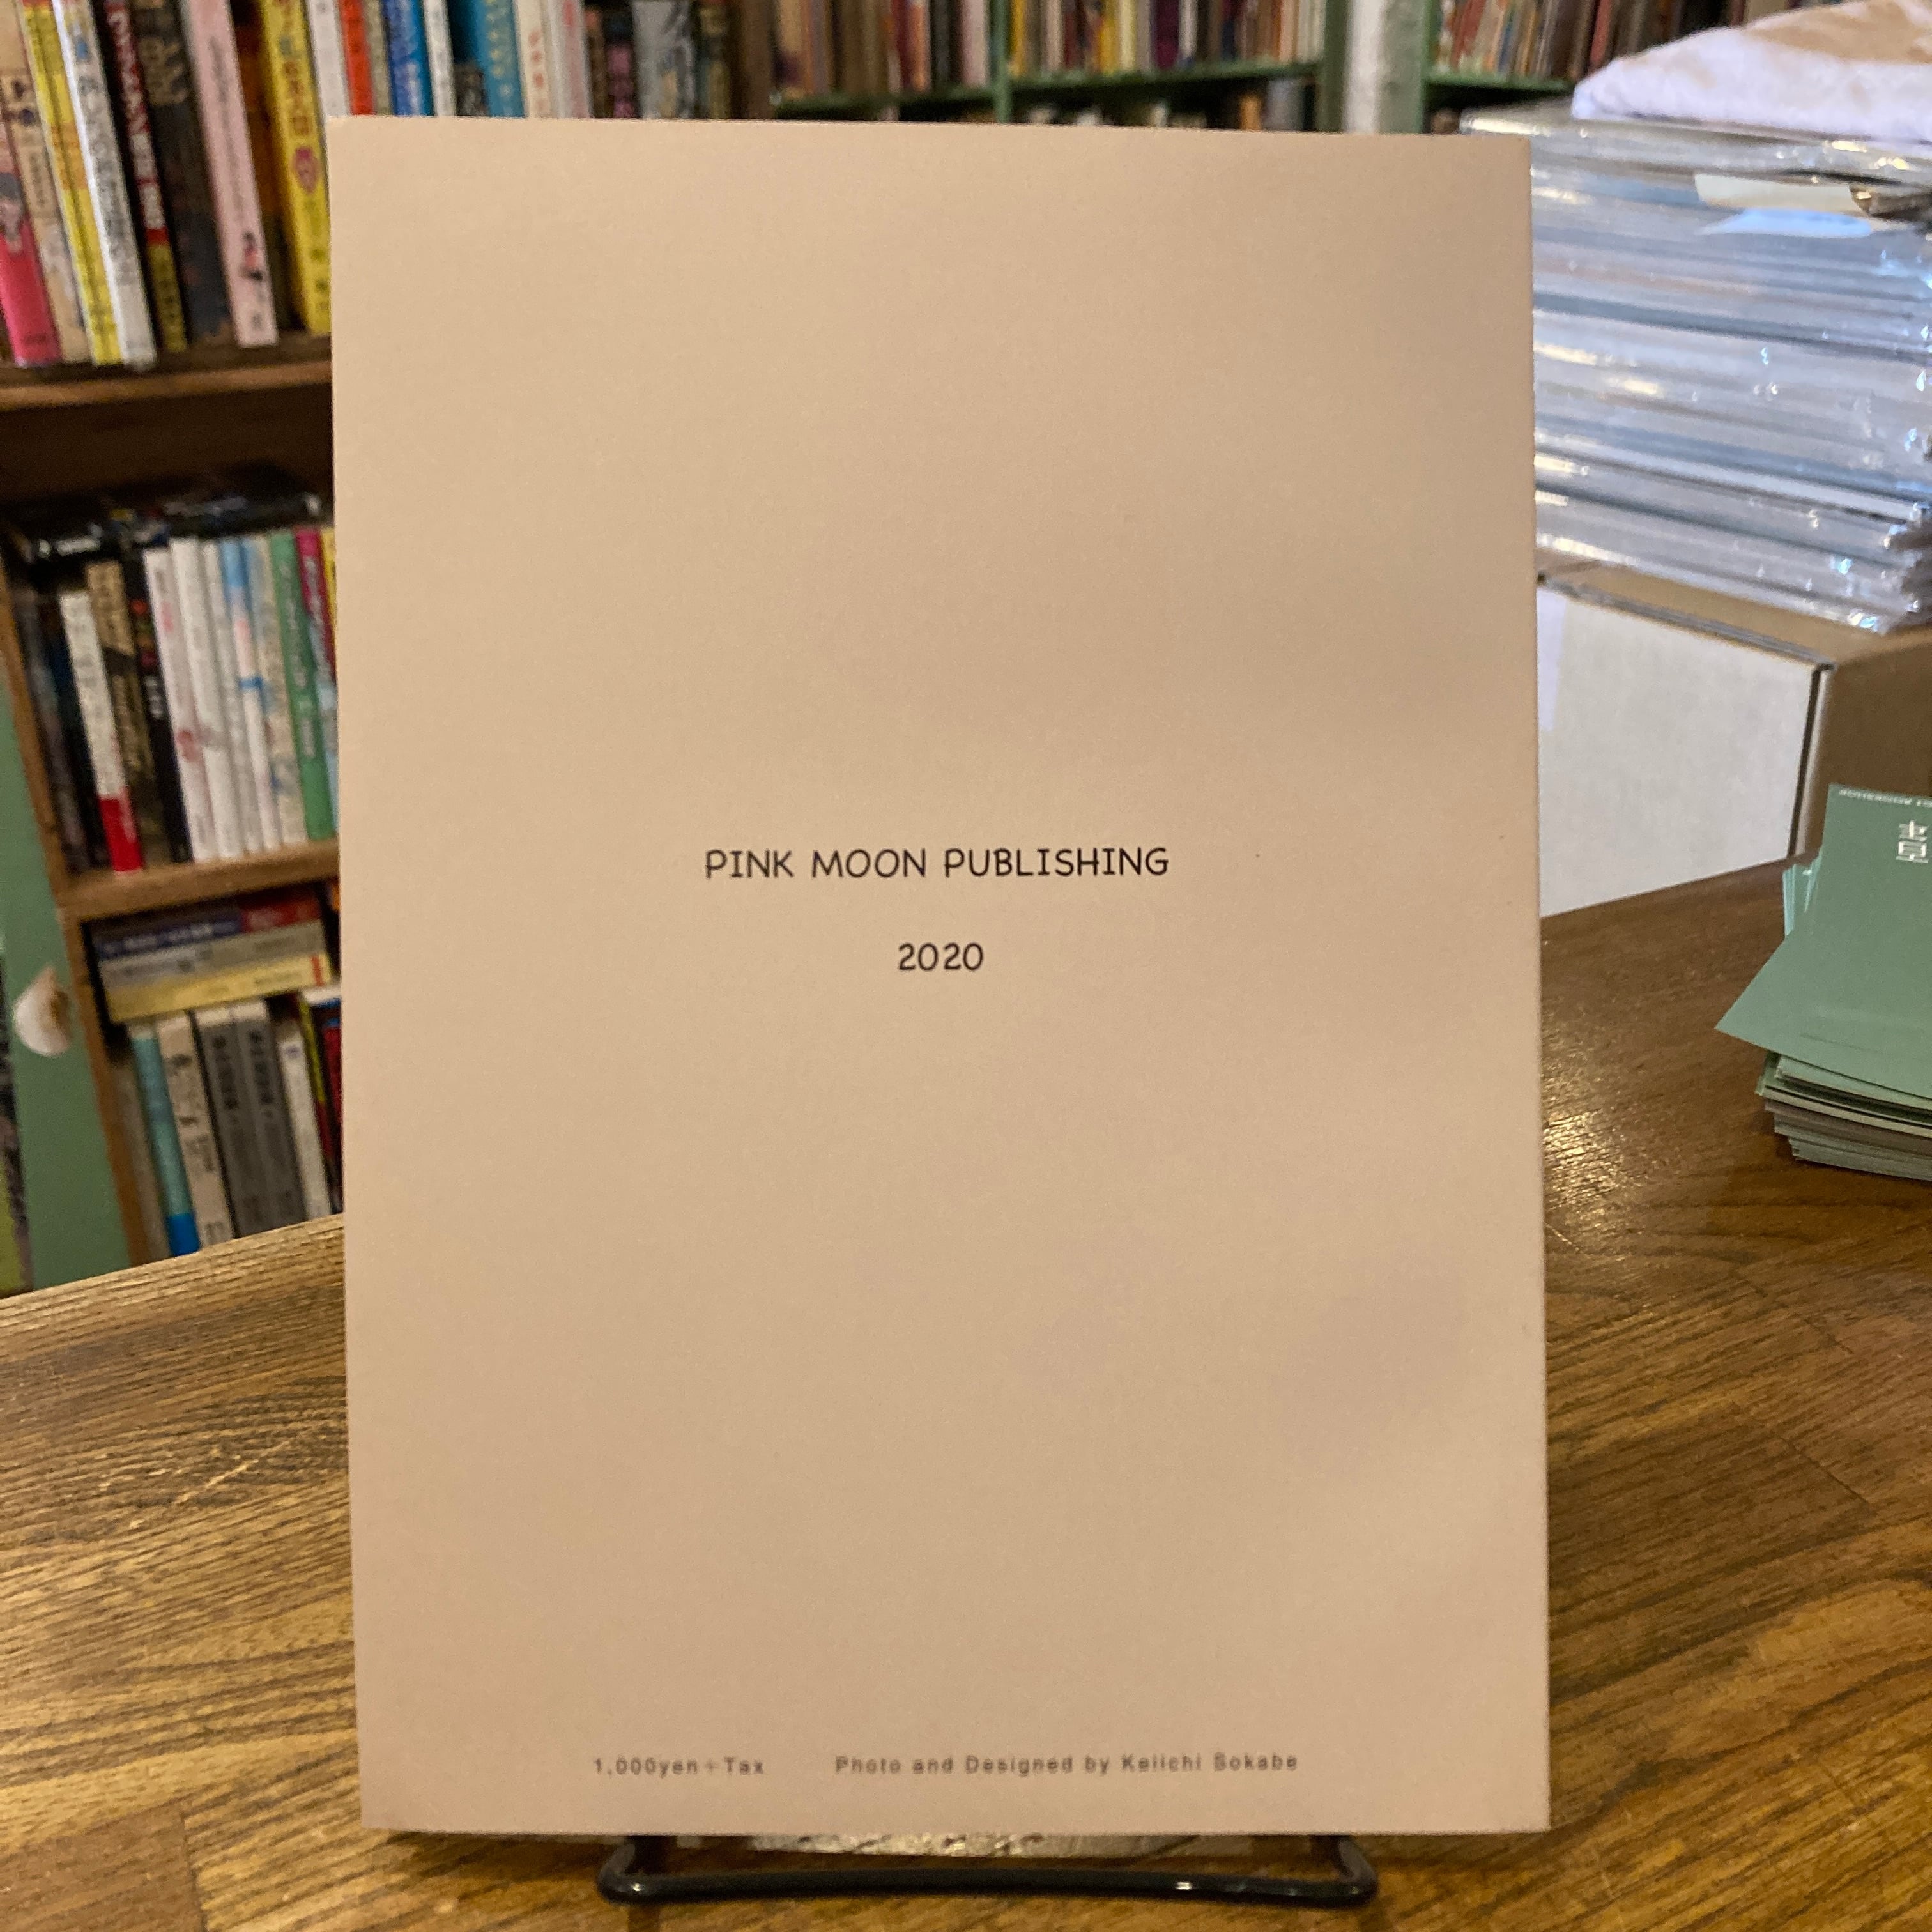 PINK MOON PUBLISHING
2020
1,000yen+Tax Photo and Designed by Keiichi Sokabe